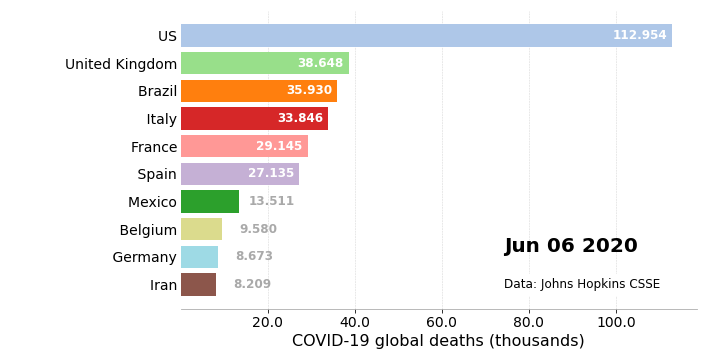 US 112.954
United Kingdom 38.648
Brazil 35.930
Italy 33.846
France 29.145
Spain 27.135
Mexico 13.511
Belgium 9.580
Germany 8.673
Iran 8.209
Jun 06 2020
Data: Johns Hopkins CSSE
20.0 40.0 60.0 80.0 100.0
COVID-19 global deaths (thousands)